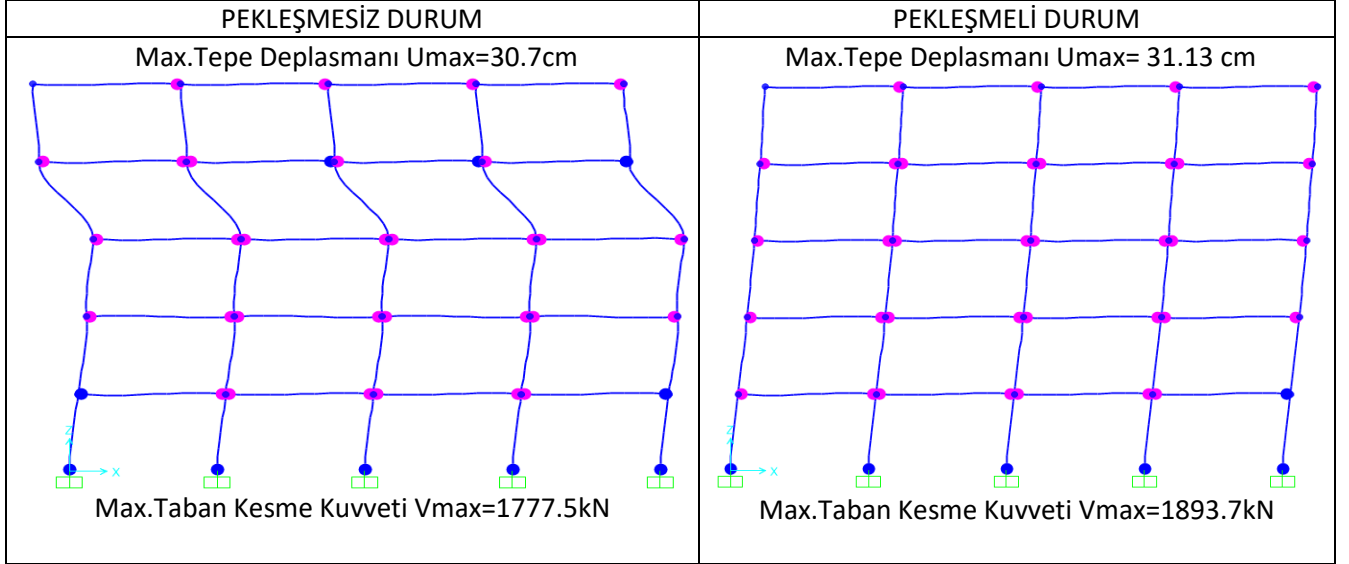 PEKLEŞMESİZ DURUM
Max.Tepe Deplasmanı Umax=30.7cm
Z
X
Max.Taban Kesme Kuvveti Vmax=1777.5kN
PEKLEŞMELİ DURUM
Max.Tepe Deplasmanı Umax= 31.13 cm
Z
X
Max.Taban Kesme Kuvveti Vmax=1893.7kN